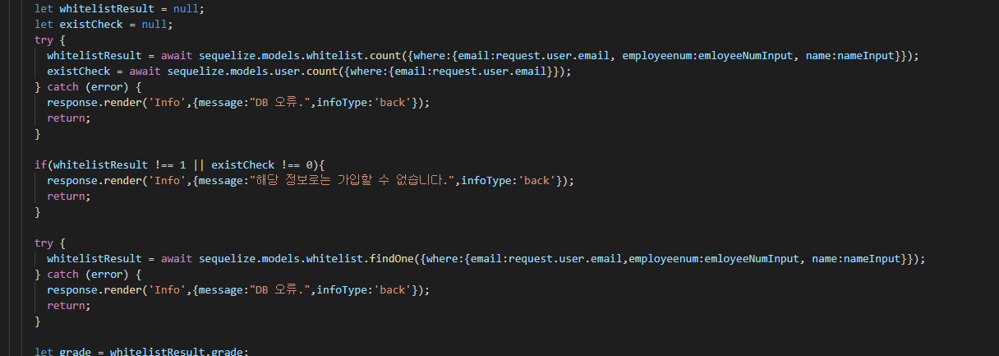 let whitelistResult = null;
let existCheck = null;
try {
whitelistResult = await sequelize.models.whitelist.count({where:{email:request.user.email, employeenum:emloyeeNumInput, name:nameInput}});
existCheck = await sequelize.models.user.count({where:{email:request.user.email}});
} catch (error) {
response.render('Info',{message:"DB 오류.",infoType:'back'});
return;
}
if(whitelistResult !== 1 || existCheck !== 0){
response.render('Info',{message:"해당 정보로는 가입할 수 없습니다.",infoType:'back'});
return;
}
try {
whitelistResult = await sequelize.models.whitelist.findOne({where:{email:request.user.email,employeenum:emloyeeNumInput, name:nameInput}});
} catch (error) {
response.render('Info',{message:"DB 오류.",infoType:'back'});
return;
}
let grade = whitelistResult.grade;